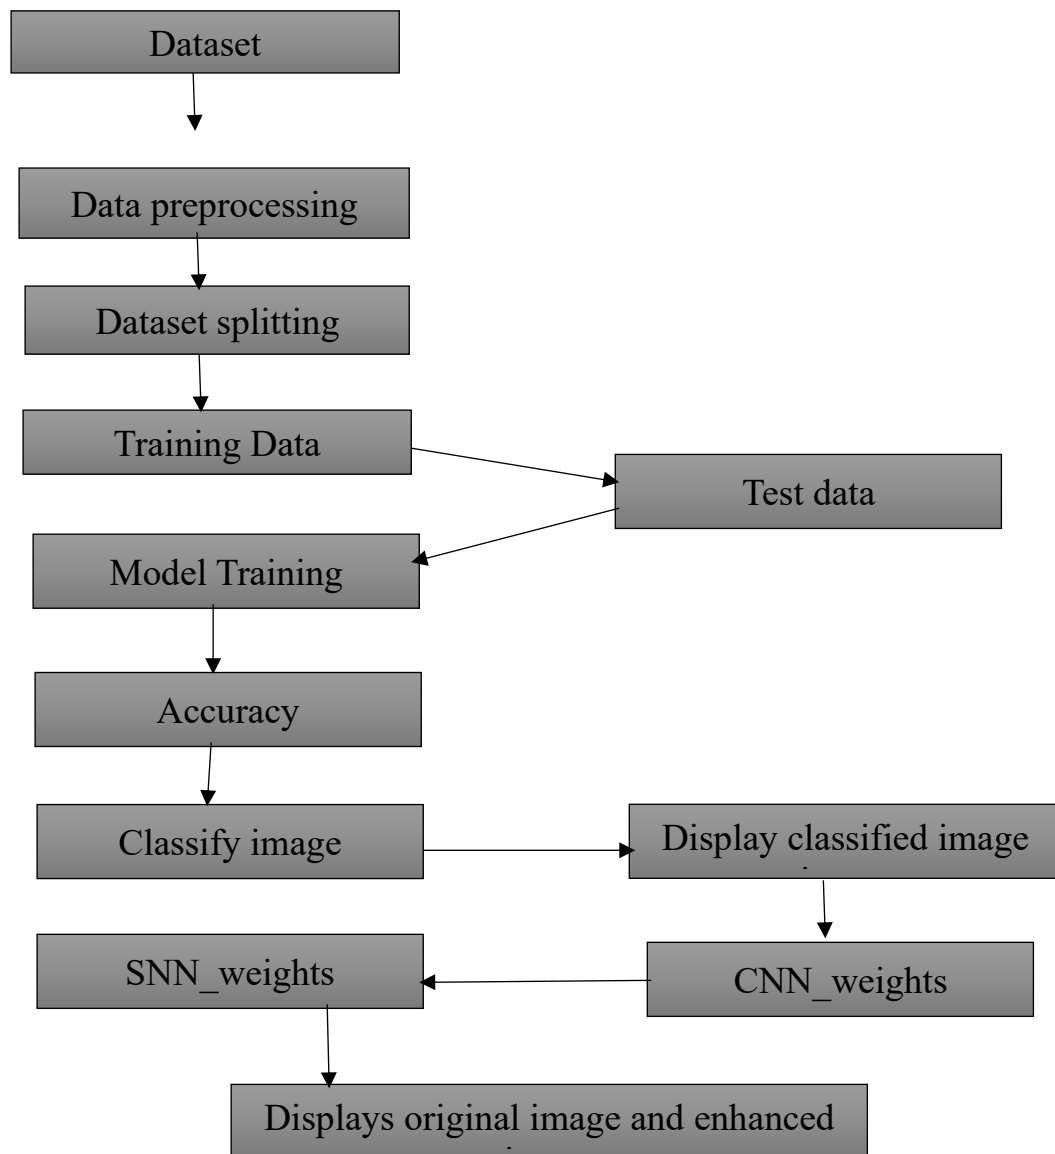 Dataset
Data preprocessing
Dataset splitting
Training Data
Test data
Model Training
Accuracy
Classify image
Display classified image
SNN_weights
CNN_weights
Displays original image and enhanced